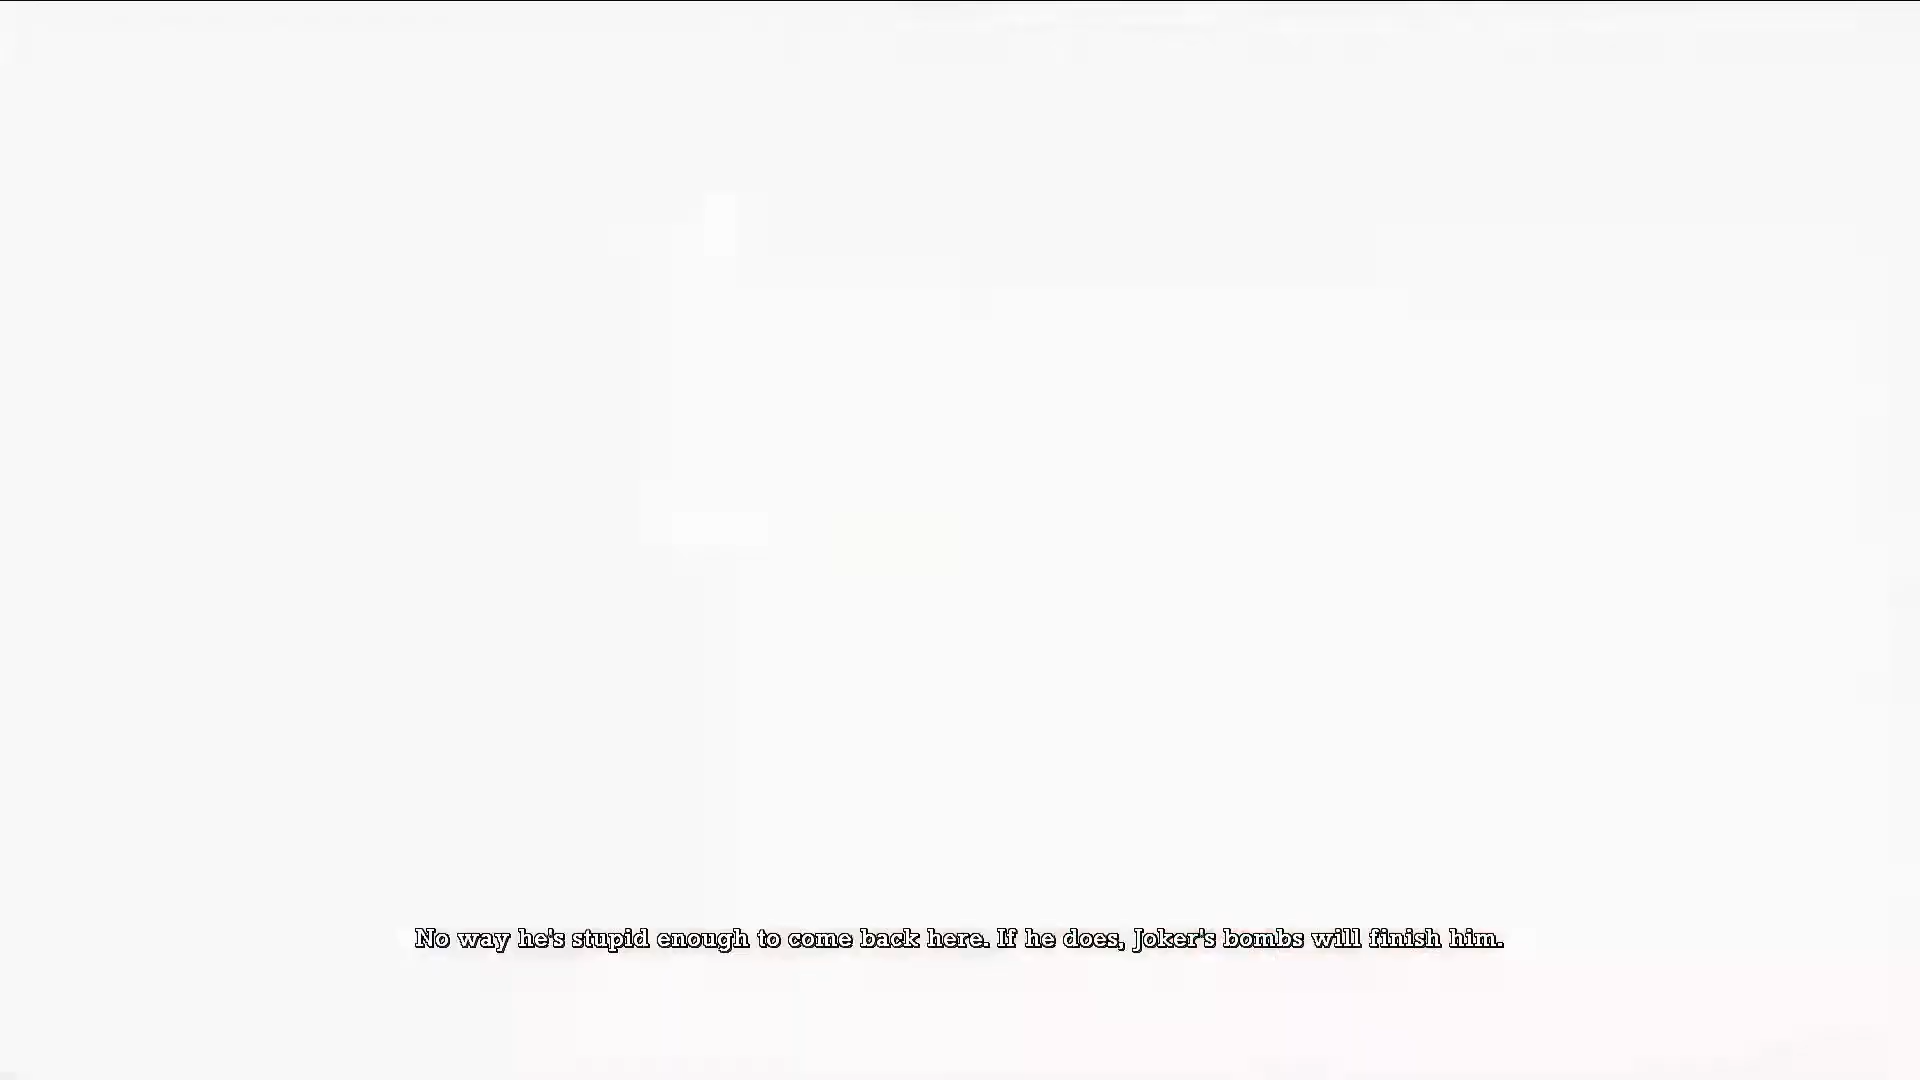 No way he's stupid enough to come back here. If he does, Joker's bombs will finish him.